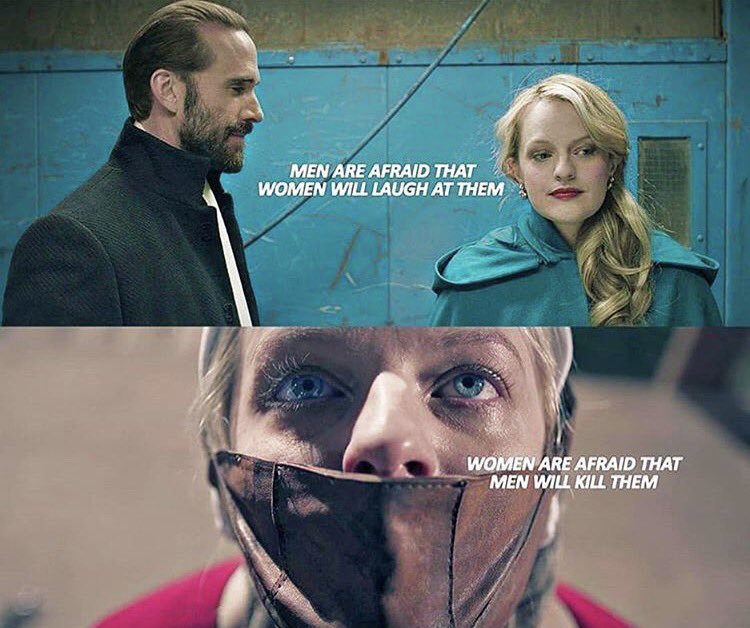 MEN ARE AFRAID THAT
WOMEN WILL LAUGH AT THEM
WOMEN ARE AFRAID THAT
MEN WILL KILL THEM